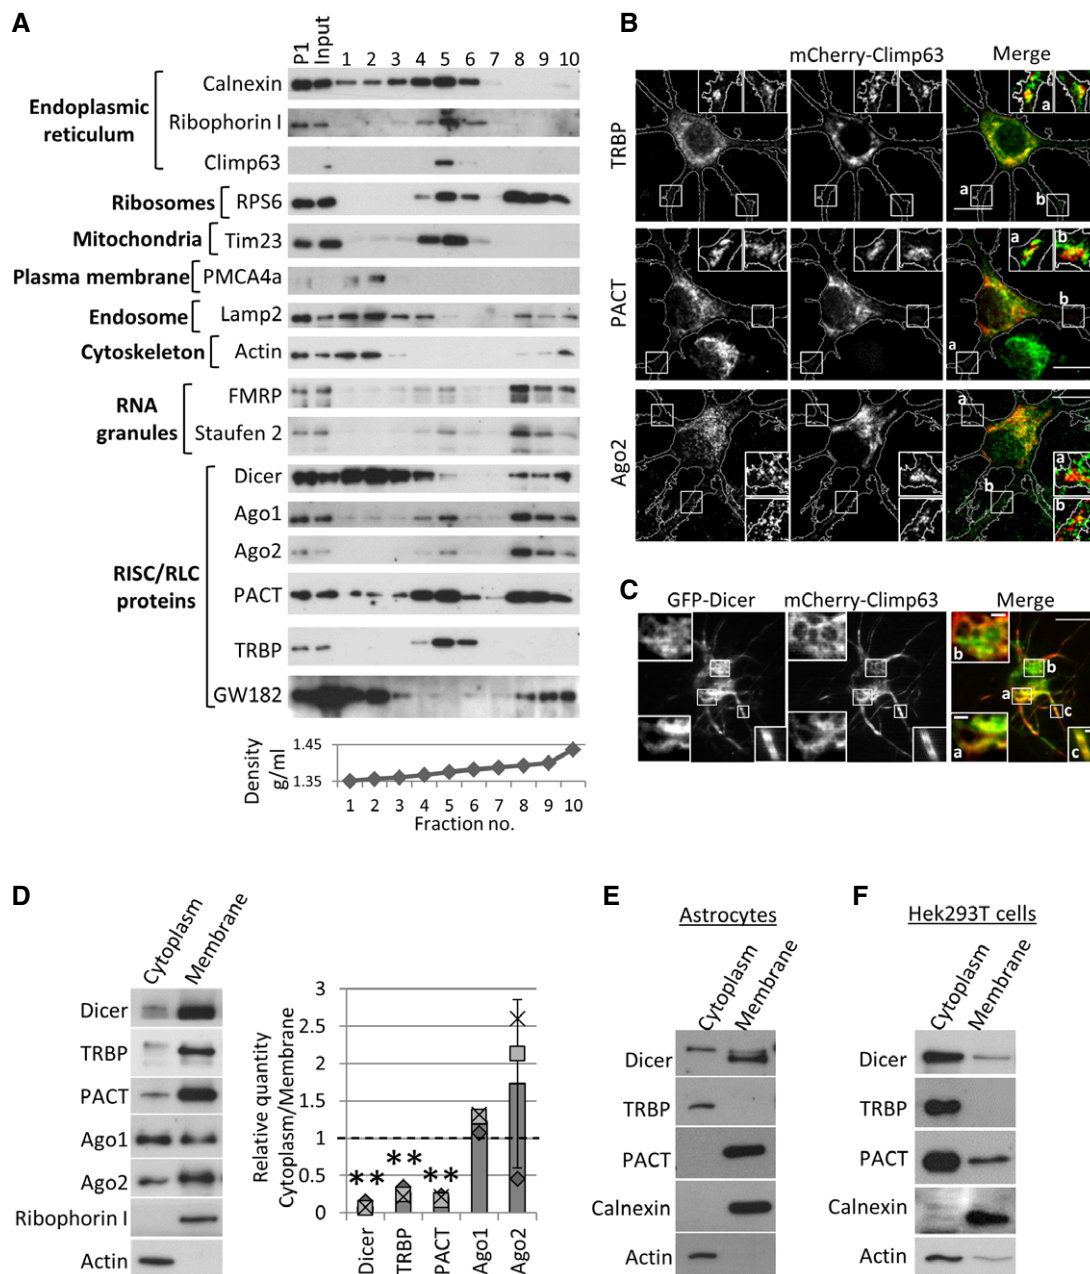 A
P1
Input
1 2 3 4 5 6 7 8 9 10
Endoplasmic reticulum
Calnexin
Ribophorin I
Climp63
Ribosomes
RPS6
Mitochondria
Tim23
Plasma membrane
PMCA4a
Endosome
Lamp2
Cytoskeleton
Actin
RNA granules
FMRP
Staufen 2
RISC/RLC proteins
Dicer
Ago1
Ago2
PACT
TRBP
GW182
Density g/ml
1.45
1.35
1 2 3 4 5 6 7 8 9 10
Fraction no.
B
mCherry-Climp63
Merge
TRBP
a
b
a
b
a
b
a
PACT
a
b
b
b
a
a
Ago2
a
b
a
b
C
GFP-Dicer
mCherry-Climp63
Merge
b
b
a
c
a
c
D
Cytoplasm
Membrane
Dicer
TRBP
PACT
Ago1
Ago2
Ribophorin I
Actin
Relative quantity
Cytoplasm/Membrane
3
2.5
2
1.5
1
0.5
0
**
**
**
Dicer
TRBP
PACT
Ago1
Ago2
E
Astrocytes
Cytoplasm
Membrane
Dicer
TRBP
PACT
Calnexin
Actin
F
Hek293T cells
Cytoplasm
Membrane
Dicer
TRBP
PACT
Calnexin
Actin